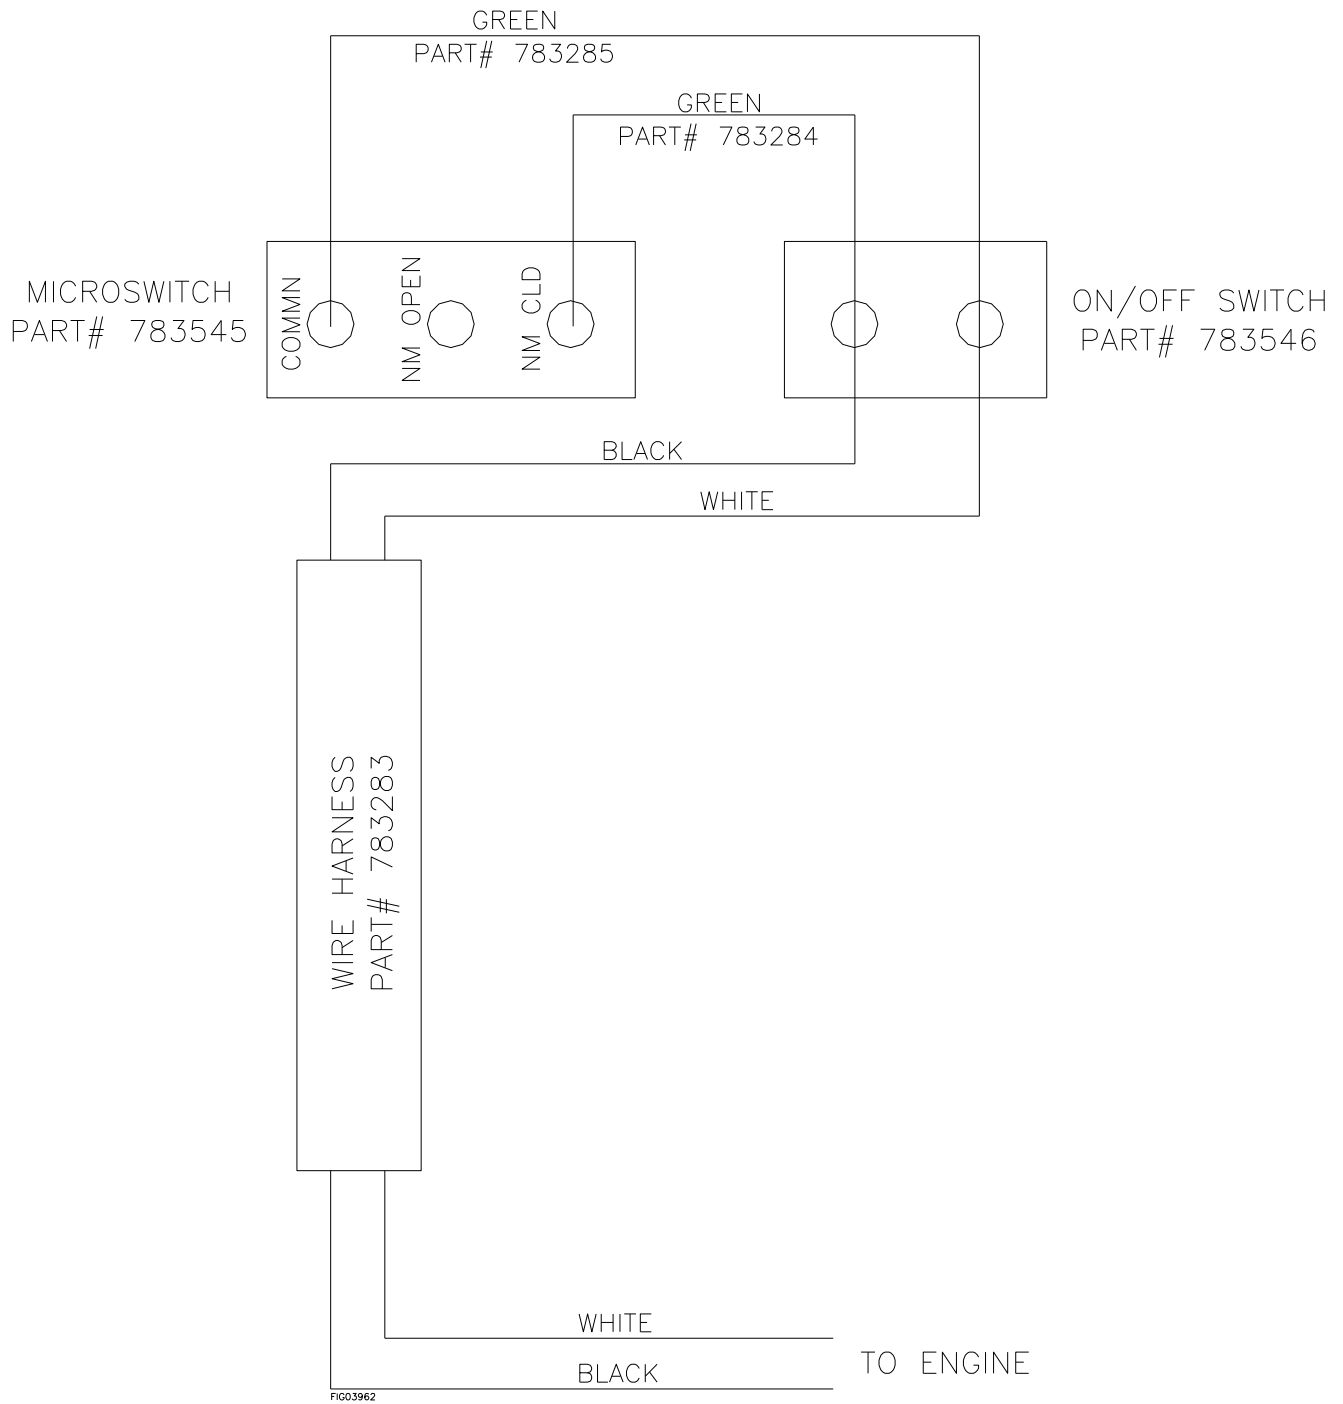 GREEN
PART# 783285
GREEN
PART# 783284
MICROSWITCH
PART# 783545
COMMN
NM OPEN
NM CLD
ON/OFF SWITCH
PART# 783546
BLACK
WHITE
WIRE HARNESS
PART# 783283
WHITE
BLACK
TO ENGINE
FIGO3962